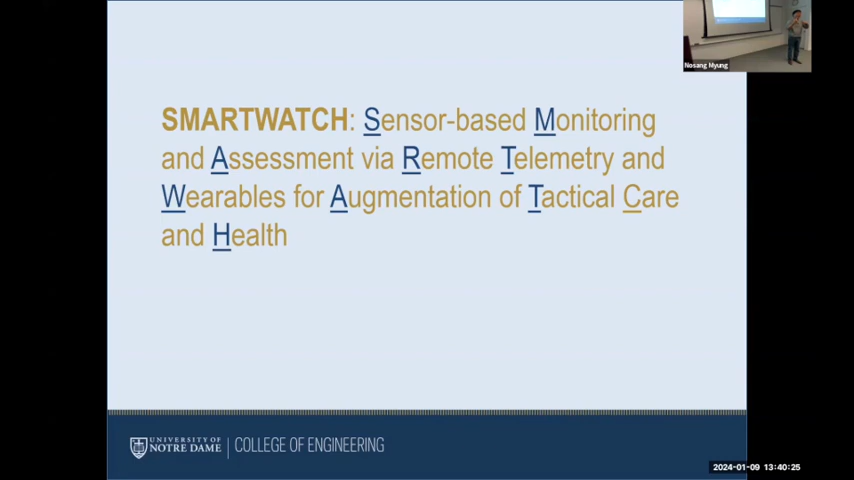 Nosang Myung
SMARTWATCH: Sensor-based Monitoring
and Assessment via Remote Telemetry and
Wearables for Augmentation of Tactical Care
and Health
UNIVERSITY OF
NOTRE DAME
COLLEGE OF ENGINEERING
2024-01-09 13:40:25